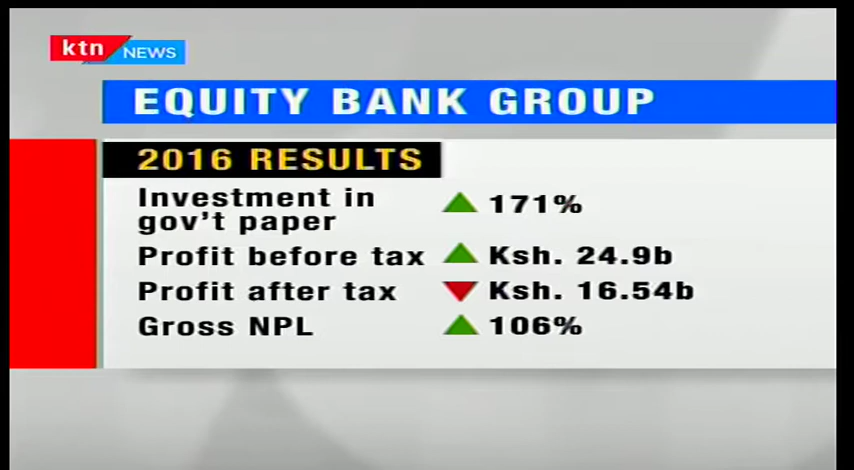 ktn NEWS
EQUITY BANK GROUP
2016 RESULTS
Investment in
gov't paper 171%
Profit before tax Ksh. 24.9b
Profit after tax Ksh. 16.54b
Gross NPL 106%